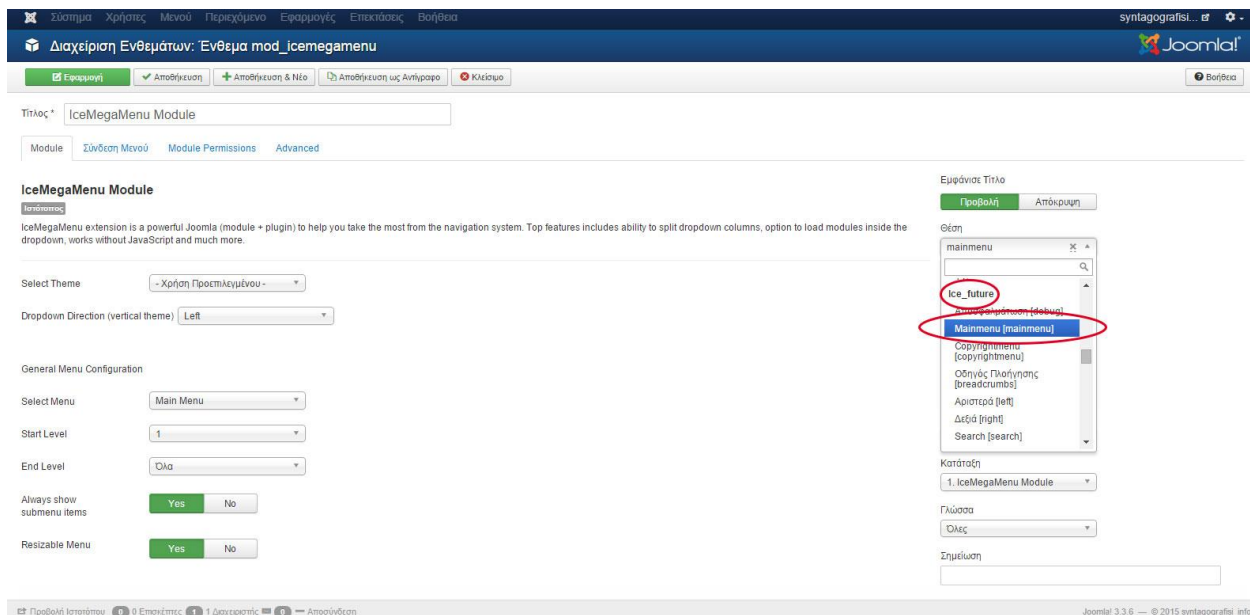 Σύστημα Χρήστες Μενού Περιεχόμενο Εφαρμογές Επεκτάσεις Βοήθεια syntagografisi...
Διαχείριση Ενθεμάτων: Ένθεμα mod_icemegamenu Joomla!
Εφαρμογή Αποθήκευση Αποθήκευση & Νέο Αποθήκευση ως Αντίγραφο Κλείσιμο Βοήθεια
Τίτλος * IceMegaMenu Module
Module Σύνδεση Μενού Module Permissions Advanced
IceMegaMenu Module
Ιστότοπος
IceMegaMenu extension is a powerful Joomla (module + plugin) to help you take the most from the navigation system. Top features includes ability to split dropdown columns, option to load modules inside the
dropdown, works without JavaScript and much more.
Select Theme - Χρήση Προεπιλεγμένου -
Dropdown Direction (vertical theme) Left
General Menu Configuration
Select Menu Main Menu
Start Level 1
End Level Όλα
Always show
submenu items Yes No
Resizable Menu Yes No
Εμφάνισε Τίτλο
Προβολή Απόκρυψη
Θέση
mainmenu
Ice_future
Αποσφαλμάτωση [debug]
Mainmenu [mainmenu]
Copyrightmenu
[copyrightmenu]
Οδηγός Πλοήγησης
[breadcrumbs]
Αριστερά [left]
Δεξιά [right]
Search [search]
Κατάταξη
1. IceMegaMenu Module
Γλώσσα
Όλες
Σημείωση
Προβολή Ιστοτόπου 0 0 Επισκέπτες 1 1 Διαχειριστής 0 Αποσύνδεση Joomla! 3.3.6 — © 2015 syntagografisi_info